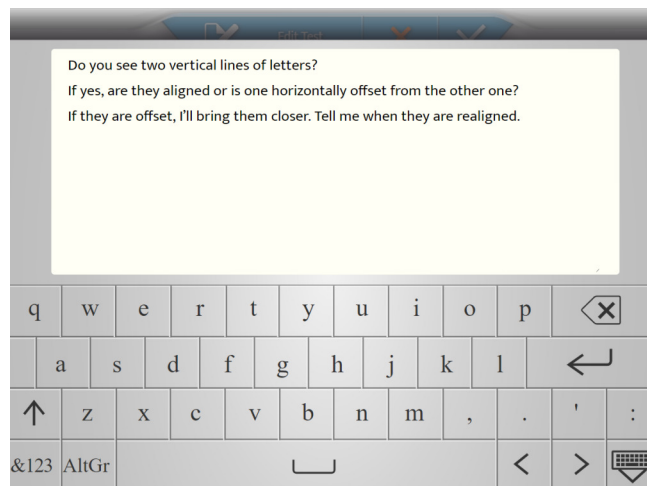 Edit Test
Do you see two vertical lines of letters?
If yes, are they aligned or is one horizontally offset from the other one?
If they are offset, I'll bring them closer. Tell me when they are realigned.
q w e r t y u i o p
a s d f g h j k l
z x c v b n m , . ' :
&123 AltGr < >